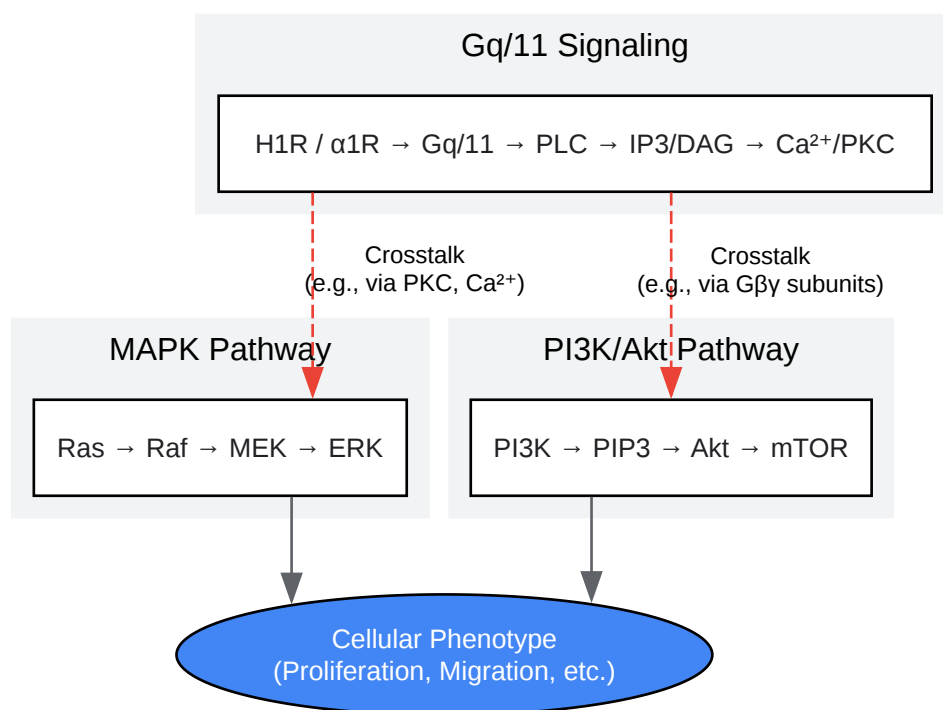 Gq/11 Signaling
H1R / α1R → Gq/11 → PLC → IP3/DAG → Ca²⁺/PKC
Crosstalk
(e.g., via PKC, Ca²⁺)
Crosstalk
(e.g., via Gβγ subunits)
MAPK Pathway
PI3K/Akt Pathway
Ras → Raf → MEK → ERK
PI3K → PIP3 → Akt → mTOR
Cellular Phenotype
(Proliferation, Migration, etc.)